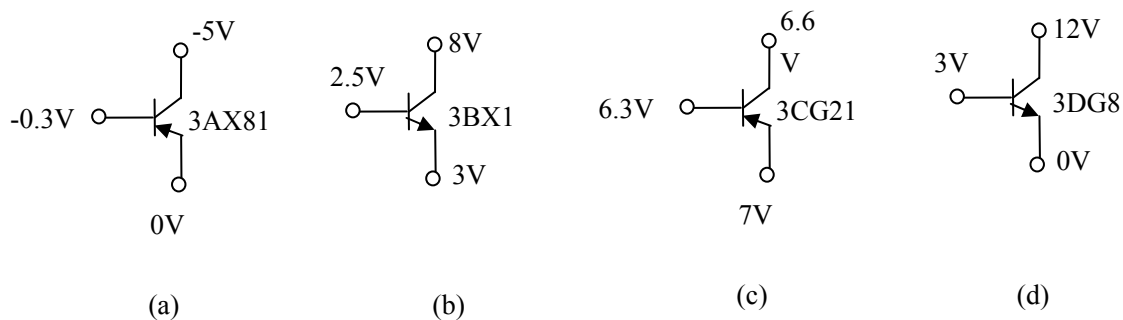 -5V
-0.3V
3AX81
0V
(a)
8V
2.5V
3BX1
3V
(b)
6.6
V
6.3V
3CG21
7V
(c)
12V
3V
3DG8
0V
(d)